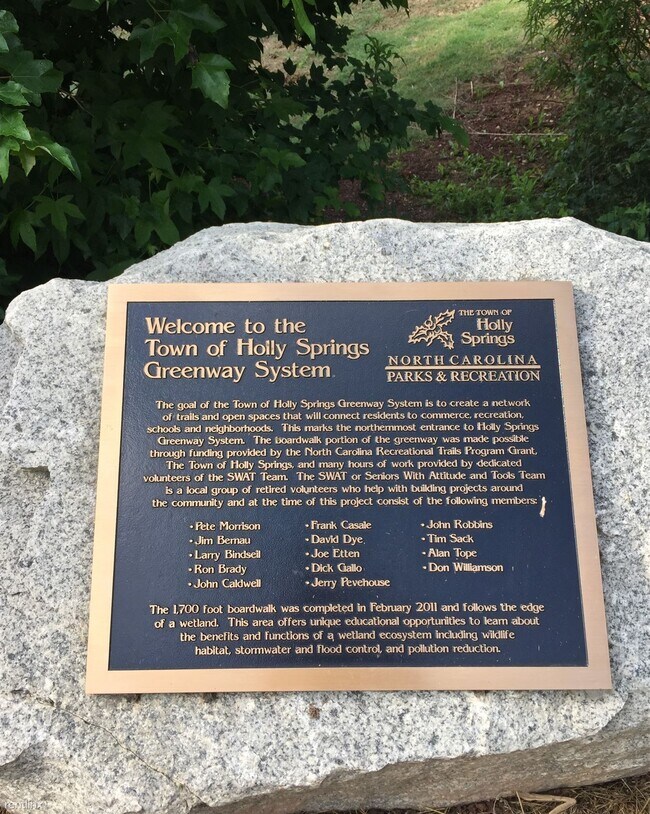 Welcome to the
Town of Holly Springs
Greenway System.
THE TOWN OF
Holly
Springs
NORTH CAROLINA
PARKS & RECREATION
The goal of the Town of Holly Springs Greenway System is to create a network
of trails and open spaces that will connect residents to commerce, recreation,
schools and neighborhoods. This marks the northernmost entrance to Holly Springs
Greenway System. The boardwalk portion of the greenway was made possible
through funding provided by the North Carolina Recreational Trails Program Grant,
The Town of Holly Springs, and many hours of work provided by dedicated
volunteers of the SWAT Team. The SWAT or Seniors With Attitude and Tools Team
is a local group of retired volunteers who help with building projects around
the community and at the time of this project consist of the following members:
• Pete Morrison
• Jim Bernau
• Larry Bindsell
• Ron Brady
• John Caldwell
• Frank Casale
• David Dye
• Joe Etten
• Dick Gallo
• Jerry Pevehouse
• John Robbins
• Tim Sack
• Alan Tope
• Don Williamson
The 1,700 foot boardwalk was completed in February 2011 and follows the edge
of a wetland. This area offers unique educational opportunities to learn about
the benefits and functions of a wetland ecosystem including wildlife
habitat, stormwater and flood control, and pollution reduction.